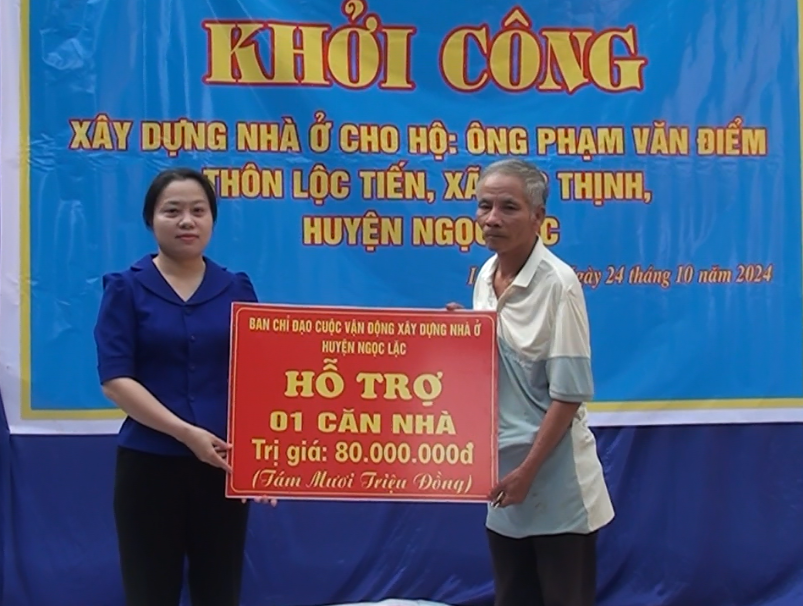 KHỞI CÔNG
XÂY DỰNG NHÀ Ở CHO HỘ: ÔNG PHẠM VĂN ĐIỂM
THÔN LỘC TIẾN, XÃ THỊNH,
HUYỆN NGỌC
ngày 24 tháng 10 năm 2024
BAN CHỈ ĐẠO CUỘC VẬN ĐỘNG XÂY DỰNG NHÀ Ở
HUYỆN NGỌC LẶC
HỖ TRỢ
01 CĂN NHÀ
Trị giá: 80.000.000đ
(Tám Mươi Triệu Đồng)